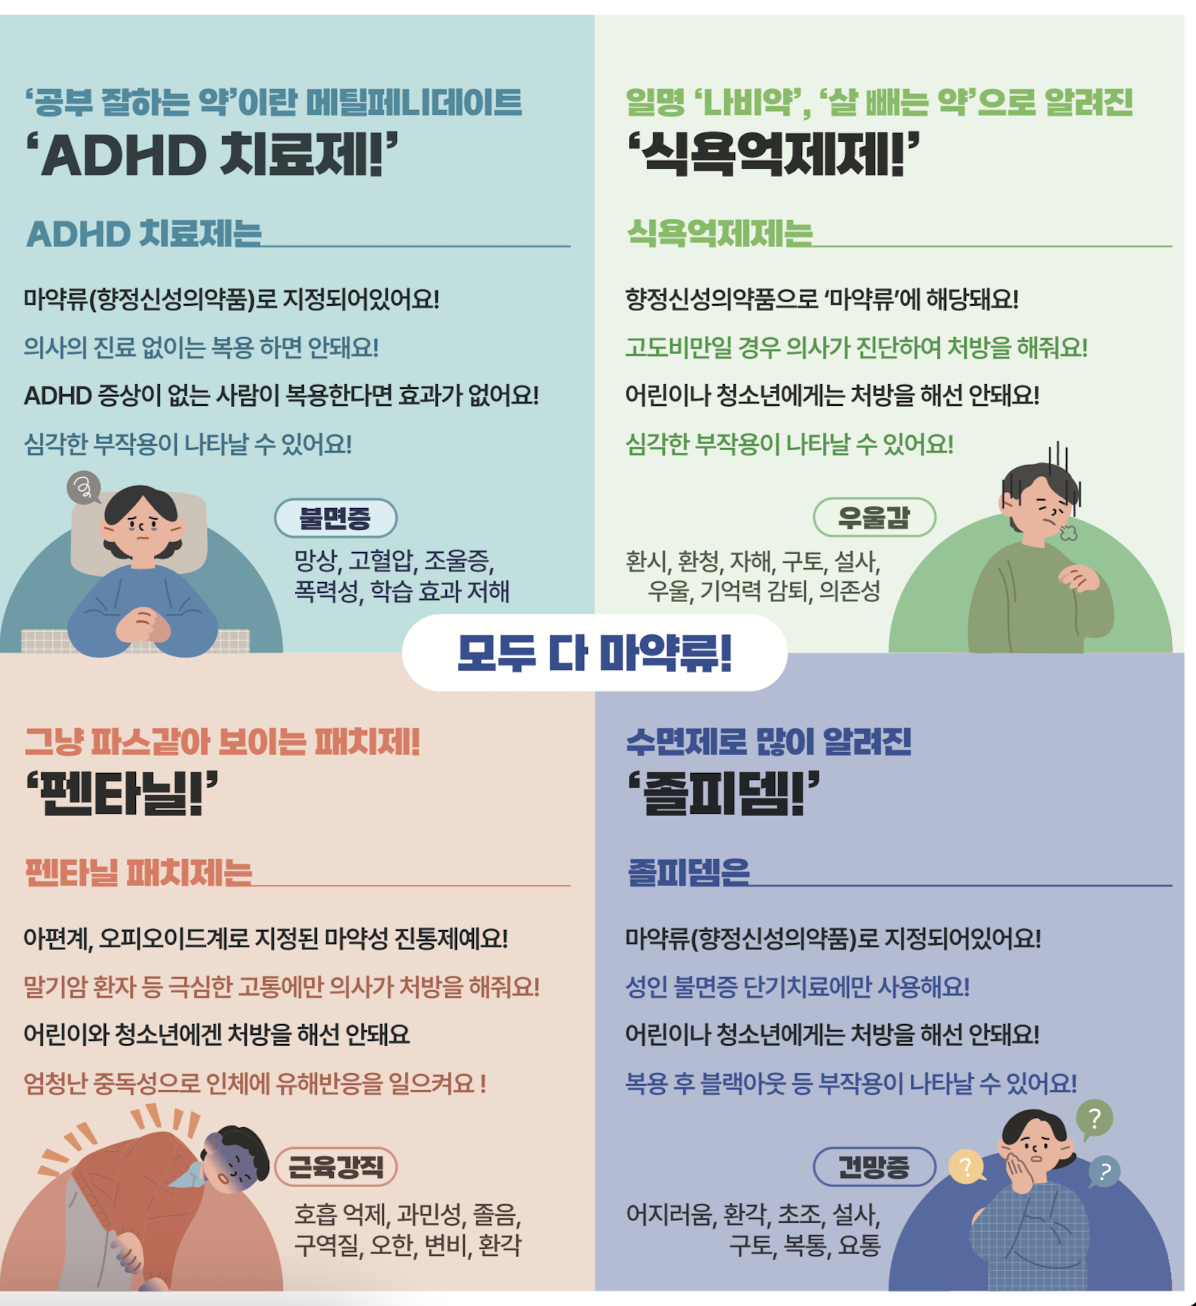 ‘공부 잘하는 약’이란 메틸페니데이트
‘ADHD 치료제!’
ADHD 치료제는
마약류(향정신성의약품)로 지정되어있어요!
의사의 진료 없이는 복용 하면 안돼요!
ADHD 증상이 없는 사람이 복용한다면 효과가 없어요!
심각한 부작용이 나타날 수 있어요!
불면증
망상, 고혈압, 조울증,
폭력성, 학습 효과 저해
일명 ‘나비약’, ‘살 빼는 약’으로 알려진
‘식욕억제제!’
식욕억제제는
향정신성의약품으로 ‘마약류’에 해당돼요!
고도비만일 경우 의사가 진단하여 처방을 해줘요!
어린이나 청소년에게는 처방을 해선 안돼요!
심각한 부작용이 나타날 수 있어요!
우울감
환시, 환청, 자해, 구토, 설사,
우울, 기억력 감퇴, 의존성
모두 다 마약류!
그냥 파스같아 보이는 패치제!
‘펜타닐!’
펜타닐 패치제는
아편계, 오피오이드계로 지정된 마약성 진통제예요!
말기암 환자 등 극심한 고통에만 의사가 처방을 해줘요!
어린이와 청소년에겐 처방을 해선 안돼요
엄청난 중독성으로 인체에 유해반응을 일으켜요 !
근육강직
호흡 억제, 과민성, 졸음,
구역질, 오한, 변비, 환각
수면제로 많이 알려진
‘졸피뎀!’
졸피뎀은
마약류(향정신성의약품)로 지정되어있어요!
성인 불면증 단기치료에만 사용해요!
어린이나 청소년에게는 처방을 해선 안돼요!
복용 후 블랙아웃 등 부작용이 나타날 수 있어요!
건망증
어지러움, 환각, 초조, 설사,
구토, 복통, 요통
?
?
?